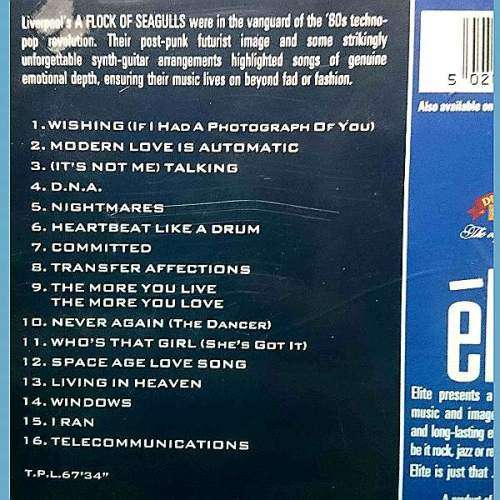 Liverpool's A FLOCK OF SEAGULLS were in the vanguard of the '80s techno-
pop revolution. Their post-punk futurist image and some strikingly
unforgettable synth-guitar arrangements highlighted songs of genuine
emotional depth, ensuring their music lives on beyond fad or fashion.
1. WISHING (IF I HAD A PHOTOGRAPH OF YOU)
2. MODERN LOVE IS AUTOMATIC
3. (IT'S NOT ME) TALKING
4. D.N.A.
5. NIGHTMARES
6. HEARTBEAT LIKE A DRUM
7. COMMITTED
8. TRANSFER AFFECTIONS
9. THE MORE YOU LIVE
THE MORE YOU LOVE
10. NEVER AGAIN (THE DANCER)
11. WHO'S THAT GIRL (SHE'S GOT IT)
12. SPACE AGE LOVE SONG
13. LIVING IN HEAVEN
14. WINDOWS
15. I RAN
16. TELECOMMUNICATIONS
T.P.L.67'34"
5 02
Also available on
The
él
Elite presents a
music and image
and long-lasting e
be it rock, jazz or re
Elite is just that
A product of